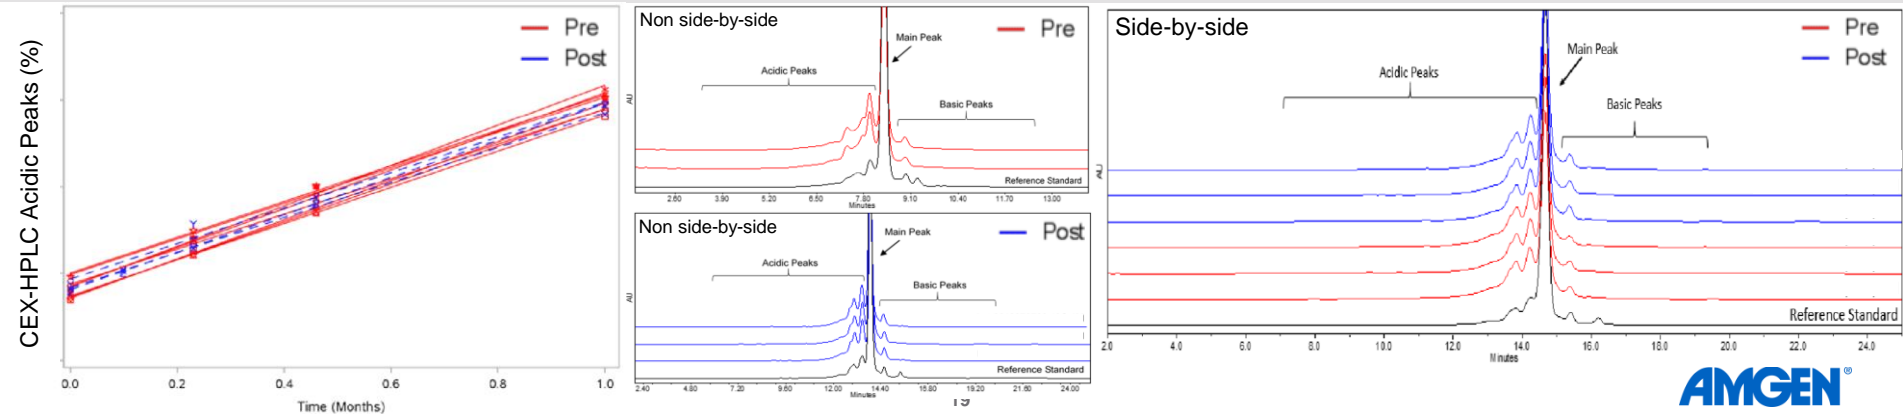 CEX-HPLC Acidic Peaks (%)
Pre
Post
0.0 0.2 0.4 0.6 0.8 1.0
Time (Months)
Non side-by-side
Pre
Main Peak
Acidic Peaks
Basic Peaks
AU
Reference Standard
2.60 3.90 5.20 6.50 7.80 9.10 10.40 11.70 13.00
Minutes
Non side-by-side
Post
Main Peak
Acidic Peaks
Basic Peaks
AU
Reference Standard
2.40 4.80 7.20 9.60 12.00 14.40 16.80 19.20 21.60 24.00
Minutes
19
Side-by-side
Pre
Post
Main Peak
Acidic Peaks
Basic Peaks
AU
Reference Standard
2.0 4.0 6.0 8.0 10.0 12.0 14.0 16.0 18.0 20.0 22.0 24.0
Minutes
AMGEN®